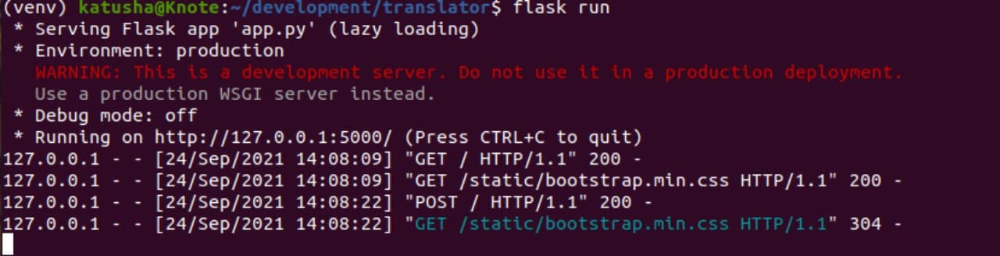 (venv) katusha@Knote:~/development/translator$ flask run
* Serving Flask app 'app.py' (lazy loading)
* Environment: production
WARNING: This is a development server. Do not use it in a production deployment.
Use a production WSGI server instead.
* Debug mode: off
* Running on http://127.0.0.1:5000/ (Press CTRL+C to quit)
127.0.0.1 - - [24/Sep/2021 14:08:09] "GET / HTTP/1.1" 200 -
127.0.0.1 - - [24/Sep/2021 14:08:09] "GET /static/bootstrap.min.css HTTP/1.1" 200 -
127.0.0.1 - - [24/Sep/2021 14:08:22] "POST / HTTP/1.1" 200 -
127.0.0.1 - - [24/Sep/2021 14:08:22] "GET /static/bootstrap.min.css HTTP/1.1" 304 -